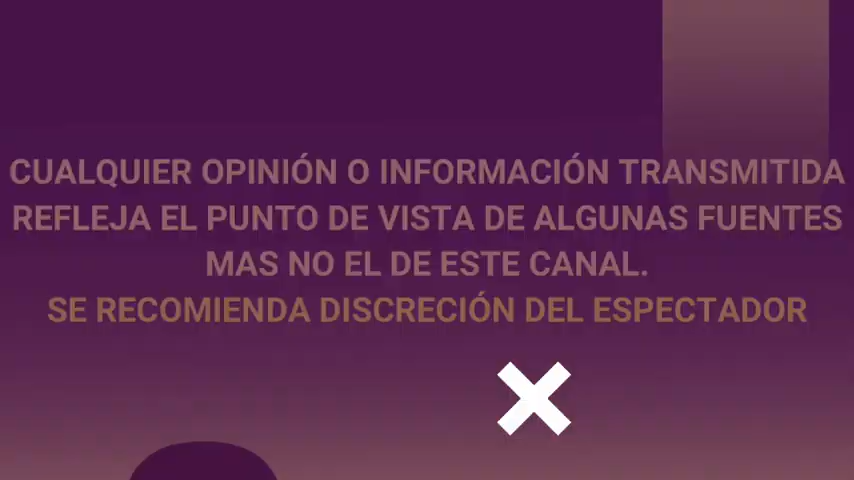 CUALQUIER OPINIÓN O INFORMACIÓN TRANSMITIDA
REFLEJA EL PUNTO DE VISTA DE ALGUNAS FUENTES
MAS NO EL DE ESTE CANAL.
SE RECOMIENDA DISCRECIÓN DEL ESPECTADOR